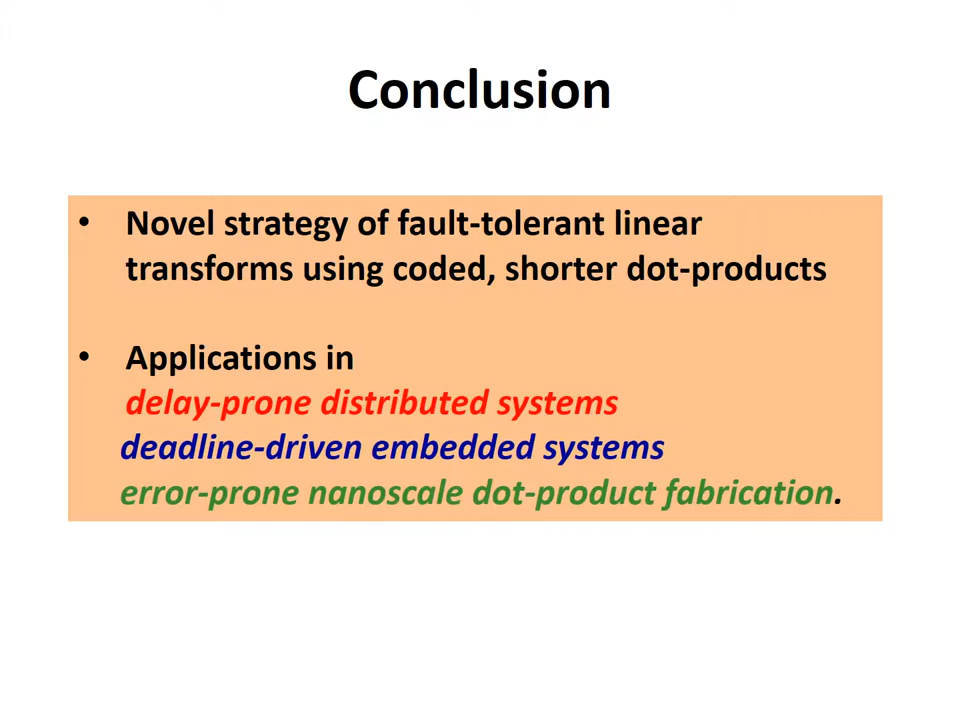 Conclusion
• Novel strategy of fault-tolerant linear
transforms using coded, shorter dot-products
• Applications in
delay-prone distributed systems
deadline-driven embedded systems
error-prone nanoscale dot-product fabrication.